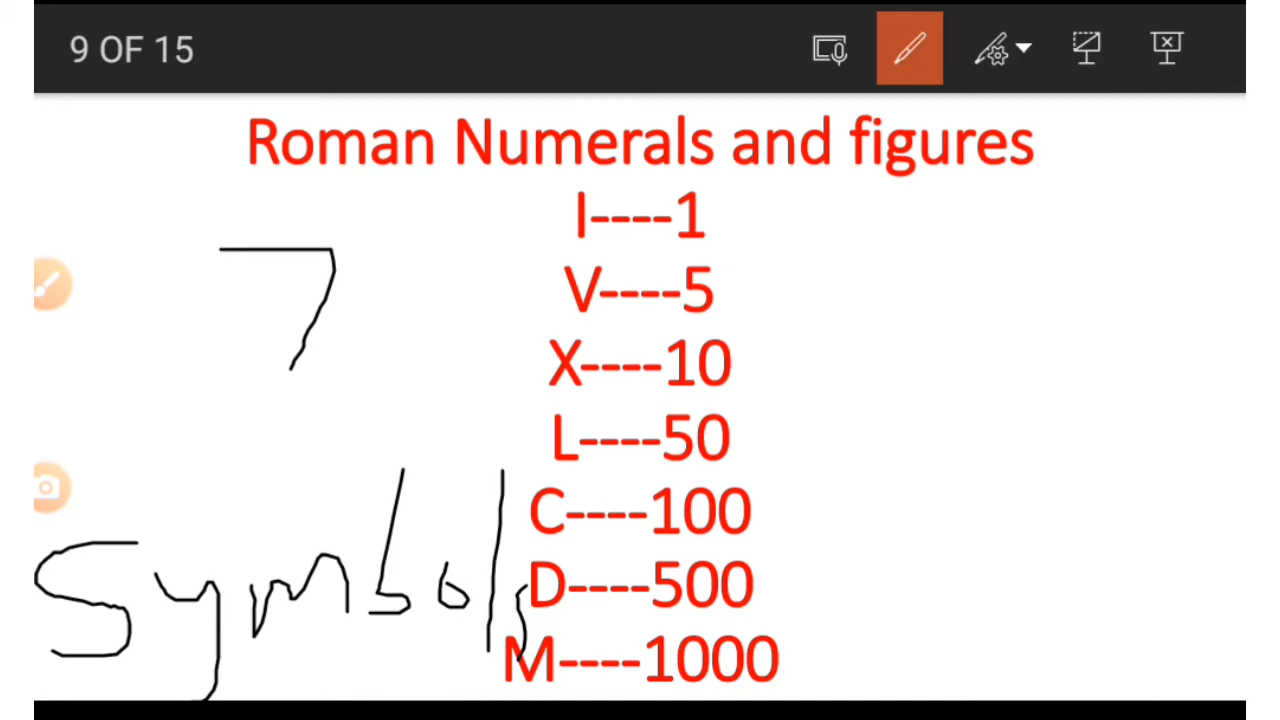 9 OF 15
Roman Numerals and figures
I----1
V----5
X----10
L----50
C----100
D----500
M----1000
7
Symbols